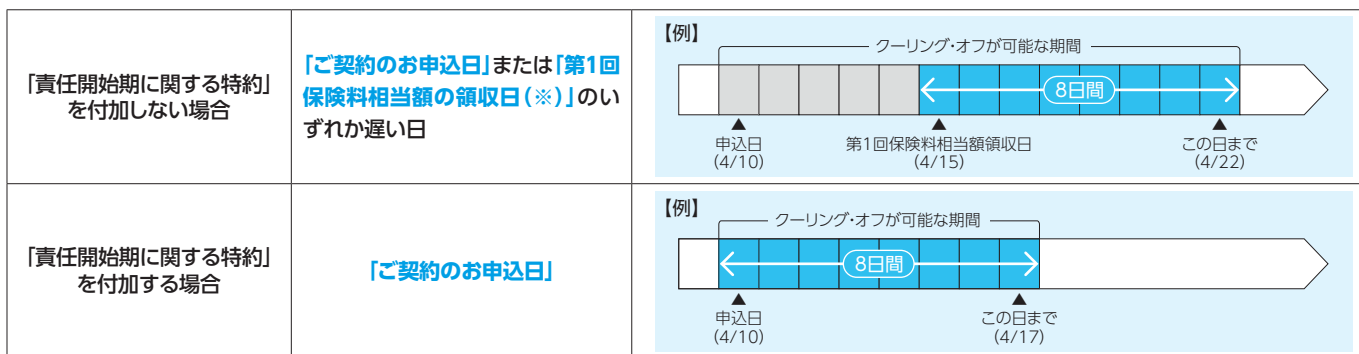 「責任開始期に関する特約」
を付加しない場合
「ご契約のお申込日」または「第1回
保険料相当額の領収日(※)」のい
ずれか遅い日
【例】
クーリング・オフが可能な期間
8日間
申込日
(4/10)
第1回保険料相当額領収日
(4/15)
この日まで
(4/22)
「責任開始期に関する特約」
を付加する場合
「ご契約のお申込日」
【例】
クーリング・オフが可能な期間
8日間
申込日
(4/10)
この日まで
(4/17)